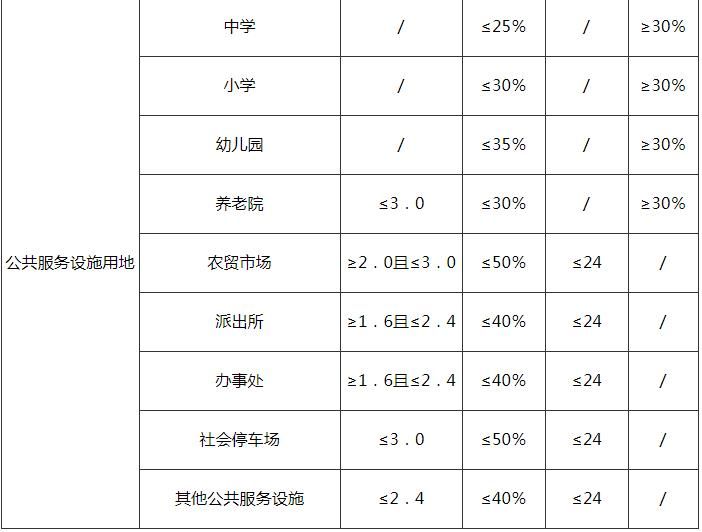 中学 / ≤25% / ≥30%
小学 / ≤30% / ≥30%
幼儿园 / ≤35% / ≥30%
养老院 ≤3．0 ≤30% / ≥30%
公共服务设施用地 农贸市场 ≥2．0且≤3．0 ≤50% ≤24 /
派出所 ≥1．6且≤2．4 ≤40% ≤24 /
办事处 ≥1．6且≤2．4 ≤40% ≤24 /
社会停车场 ≤3．0 ≤50% ≤24 /
其他公共服务设施 ≤2．4 ≤40% ≤24 /